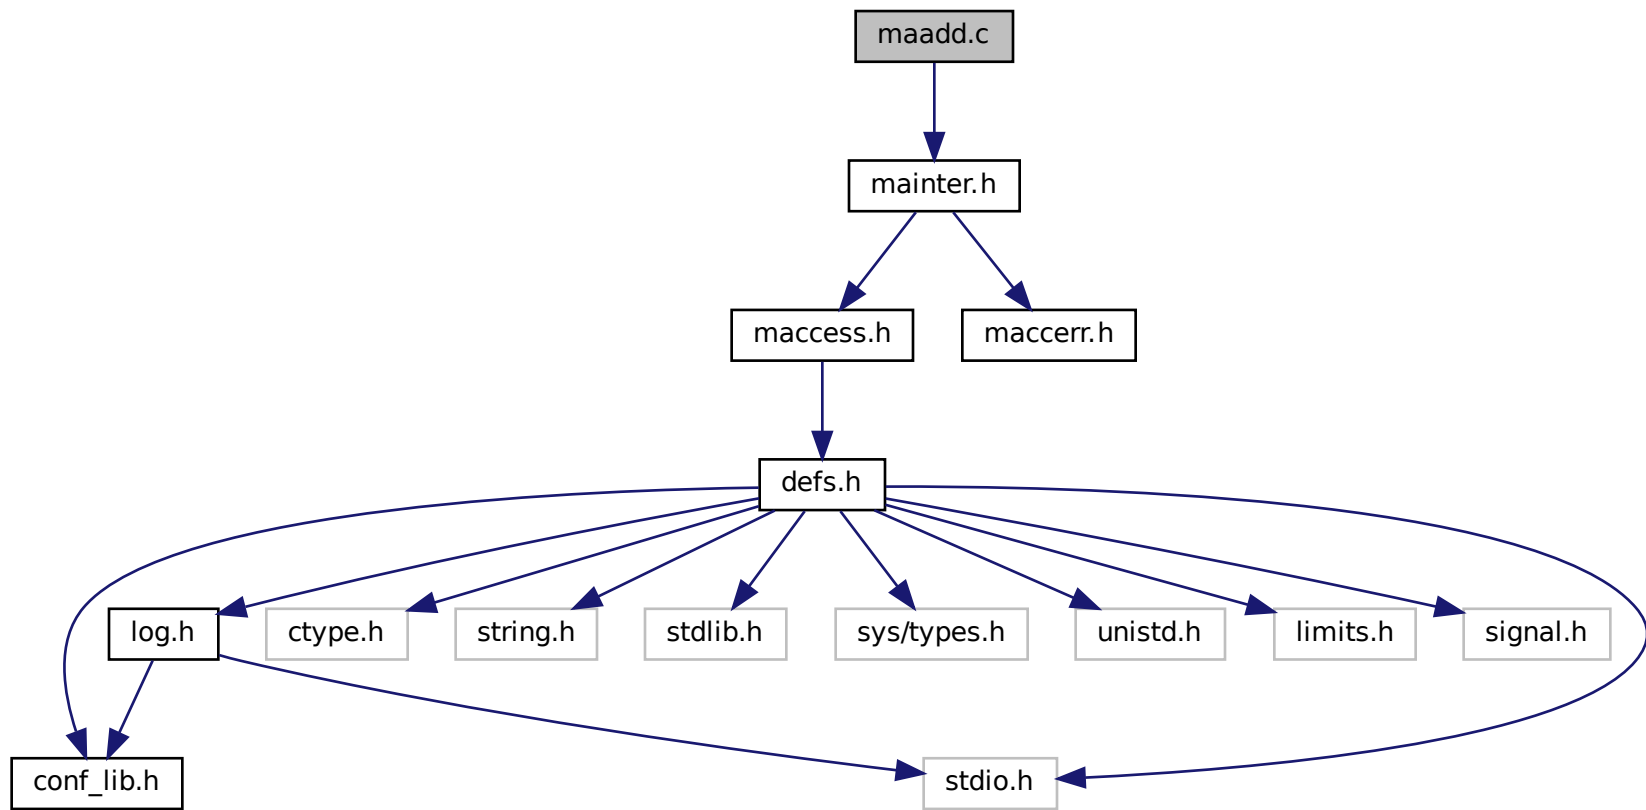 maadd.c
mainter.h
maccess.h
maccerr.h
defs.h
log.h
ctype.h
string.h
stdlib.h
sys/types.h
unistd.h
limits.h
signal.h
conf_lib.h
stdio.h